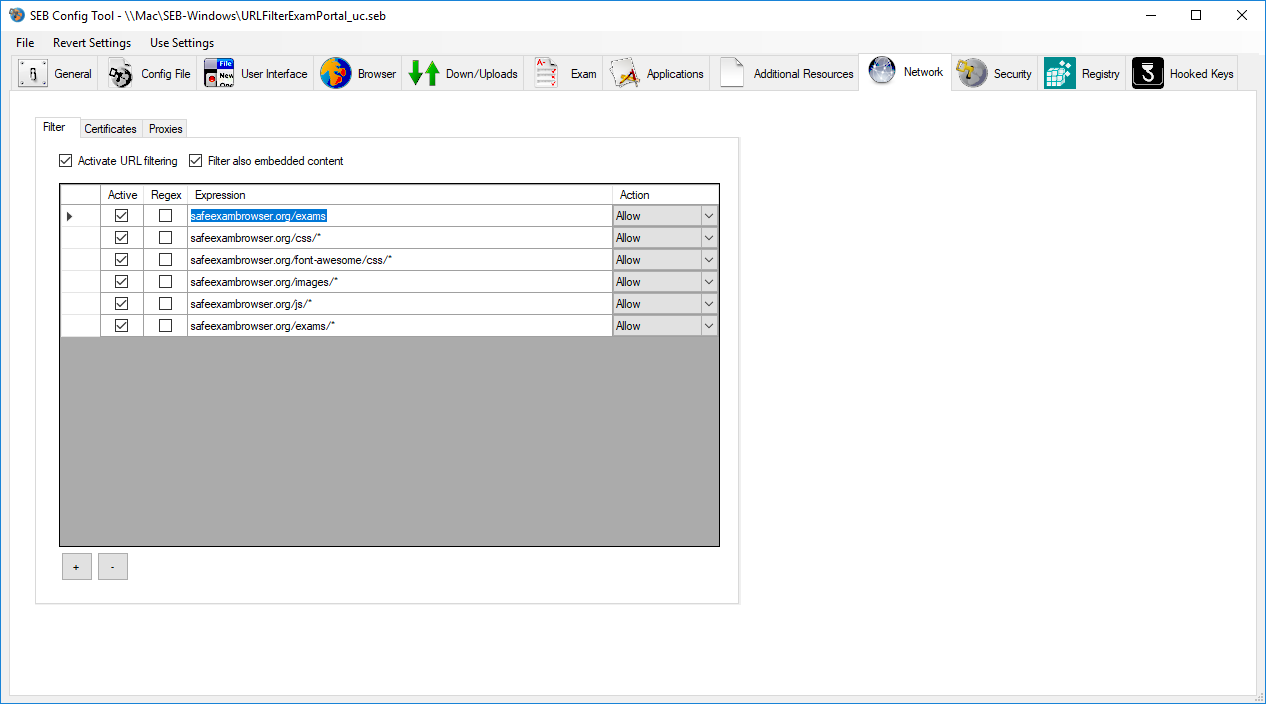 SEB Config Tool - \\Mac\SEB-Windows\URLFilterExamPortal_uc.seb
File Revert Settings Use Settings
General Config File User Interface Browser Down/Uploads Exam Applications Additional Resources Network Security Registry Hooked Keys
Filter Certificates Proxies
Activate URL filtering Filter also embedded content
Active Regex Expression Action
safeexambrowser.org/exams Allow
safeexambrowser.org/css/* Allow
safeexambrowser.org/font-awesome/css/* Allow
safeexambrowser.org/images/* Allow
safeexambrowser.org/js/* Allow
safeexambrowser.org/exams/* Allow
+ -